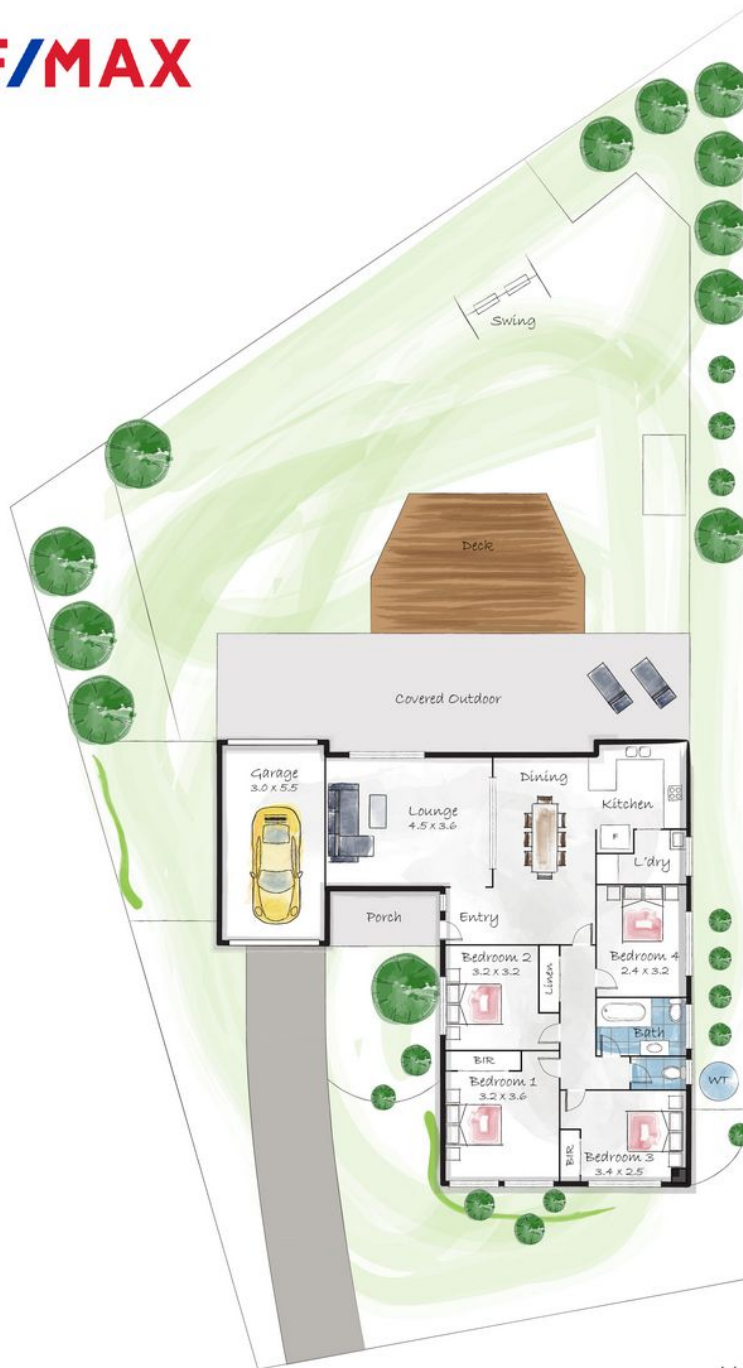 /MAX
Swing
Deck
Covered Outdoor
Garage
3.0 x 5.5
Lounge
4.5 x 3.6
Dining
Kitchen
F
L'dry
Porch
Entry
Bedroom 2
3.2 x 3.2
Linen
Bedroom 4
2.4 x 3.2
Bath
BIR
Bedroom 1
3.2 x 3.6
WT
BIR
Bedroom 3
3.4 x 2.5